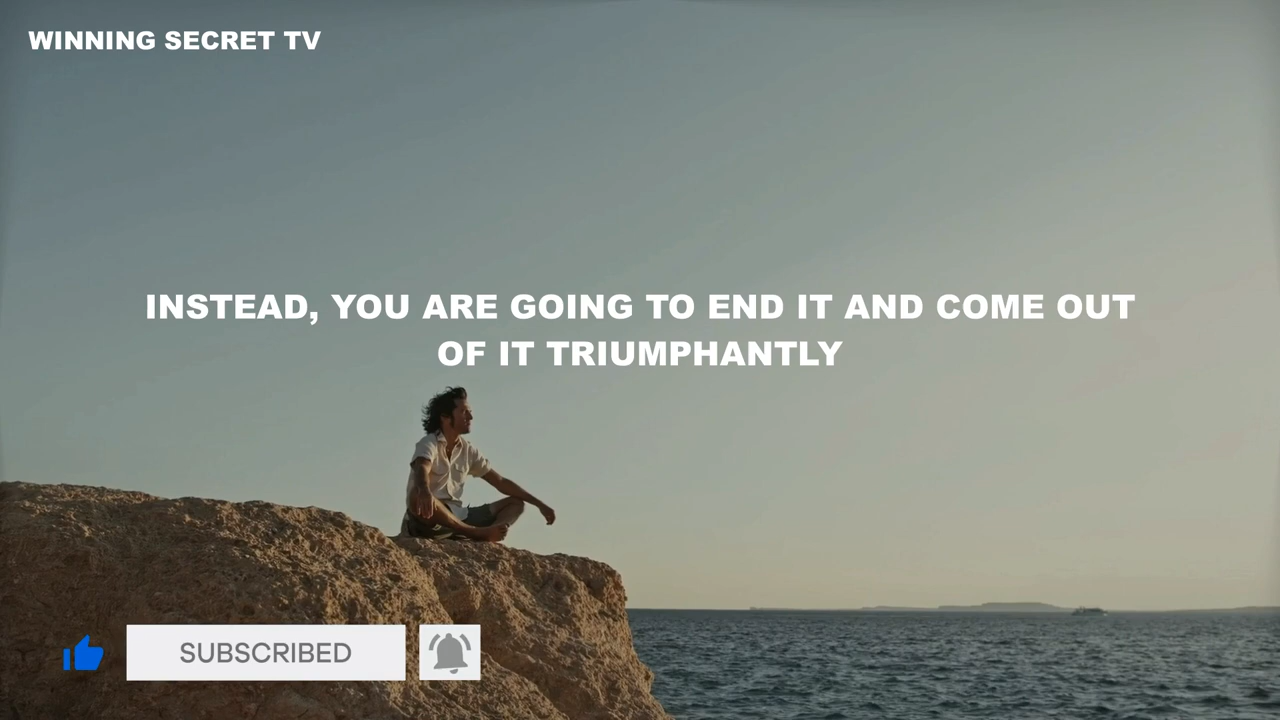 WINNING SECRET TV
INSTEAD, YOU ARE GOING TO END IT AND COME OUT
OF IT TRIUMPHANTLY
SUBSCRIBED